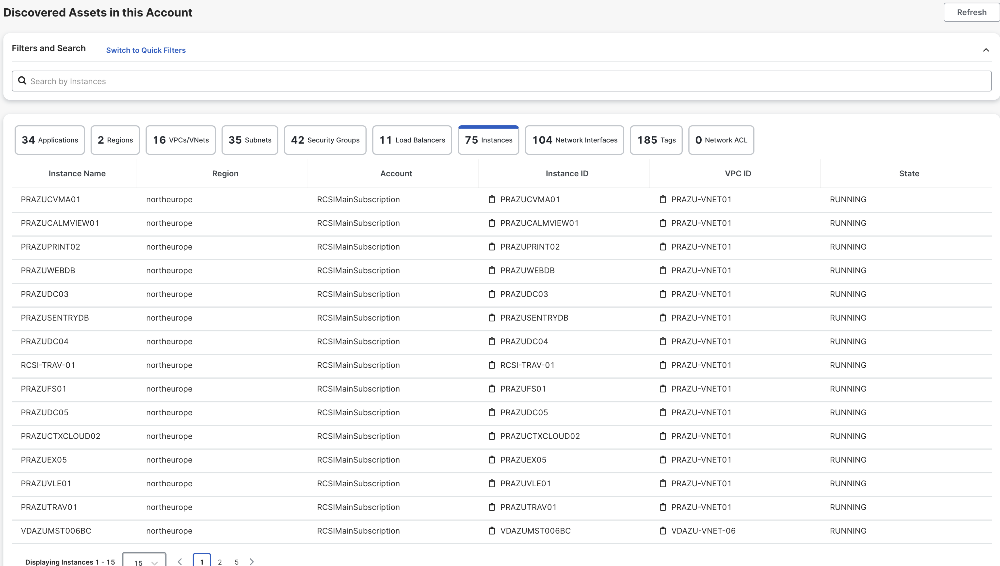 Discovered Assets in this Account
Refresh
Filters and Search Switch to Quick Filters
Search by Instances
34 Applications 2 Regions 16 VPCs/VNets 35 Subnets 42 Security Groups 11 Load Balancers 75 Instances 104 Network Interfaces 185 Tags 0 Network ACL
Instance Name Region Account Instance ID VPC ID State
PRAZUCVMA01 northeurope RCSIMainSubscription PRAZUCVMA01 PRAZU-VNET01 RUNNING
PRAZUCALMVIEW01 northeurope RCSIMainSubscription PRAZUCALMVIEW01 PRAZU-VNET01 RUNNING
PRAZUPRINT02 northeurope RCSIMainSubscription PRAZUPRINT02 PRAZU-VNET01 RUNNING
PRAZUWEBDB northeurope RCSIMainSubscription PRAZUWEBDB PRAZU-VNET01 RUNNING
PRAZUDC03 northeurope RCSIMainSubscription PRAZUDC03 PRAZU-VNET01 RUNNING
PRAZUSENTRYDB northeurope RCSIMainSubscription PRAZUSENTRYDB PRAZU-VNET01 RUNNING
PRAZUDC04 northeurope RCSIMainSubscription PRAZUDC04 PRAZU-VNET01 RUNNING
RCSI-TRAV-01 northeurope RCSIMainSubscription RCSI-TRAV-01 PRAZU-VNET01 RUNNING
PRAZUFS01 northeurope RCSIMainSubscription PRAZUFS01 PRAZU-VNET01 RUNNING
PRAZUDC05 northeurope RCSIMainSubscription PRAZUDC05 PRAZU-VNET01 RUNNING
PRAZUCTXCLOUD02 northeurope RCSIMainSubscription PRAZUCTXCLOUD02 PRAZU-VNET01 RUNNING
PRAZUEX05 northeurope RCSIMainSubscription PRAZUEX05 PRAZU-VNET01 RUNNING
PRAZUVLE01 northeurope RCSIMainSubscription PRAZUVLE01 PRAZU-VNET01 RUNNING
PRAZUTRAV01 northeurope RCSIMainSubscription PRAZUTRAV01 PRAZU-VNET01 RUNNING
VDAZUMST006BC northeurope RCSIMainSubscription VDAZUMST006BC VDAZU-VNET-06 RUNNING
Displaying Instances 1 - 15 15 1 2 5